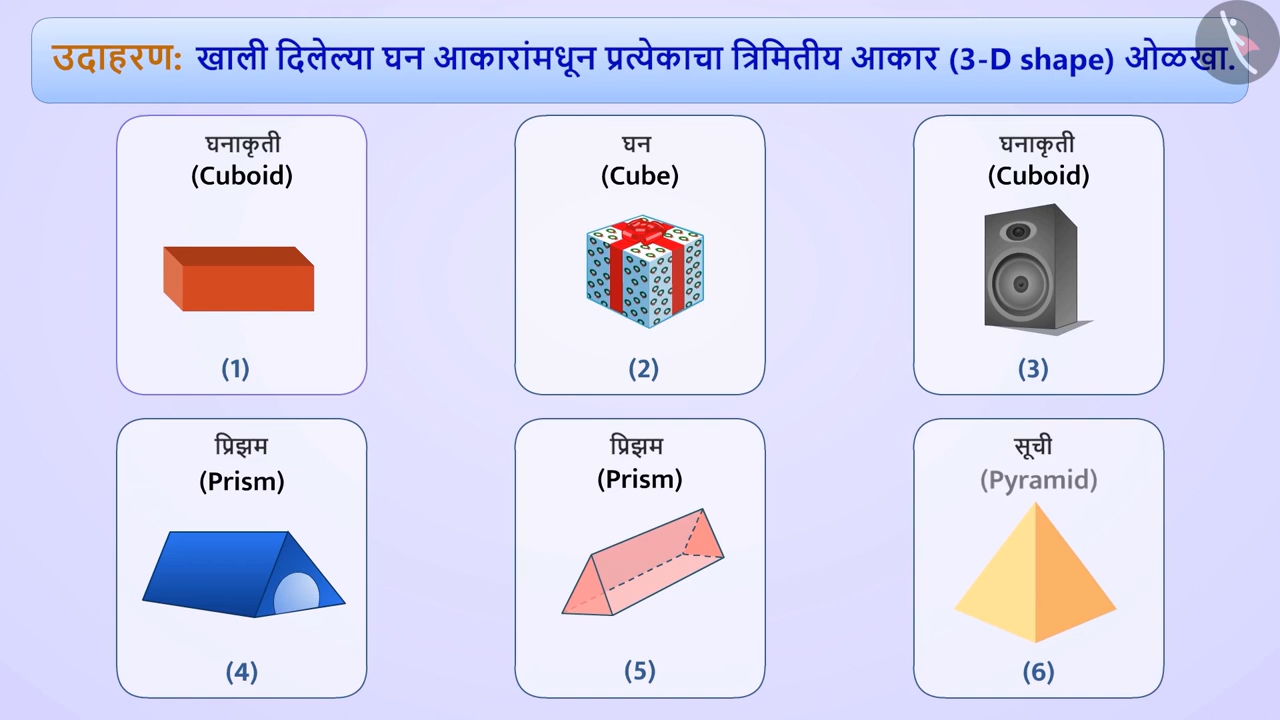 उदाहरण: खाली दिलेल्या घन आकारांमधून प्रत्येकाचा त्रिमितीय आकार (3-D shape) ओळखा.
घनाकृती
(Cuboid)
(1)
घन
(Cube)
(2)
घनाकृती
(Cuboid)
(3)
प्रिझम
(Prism)
(4)
प्रिझम
(Prism)
(5)
सूची
(Pyramid)
(6)